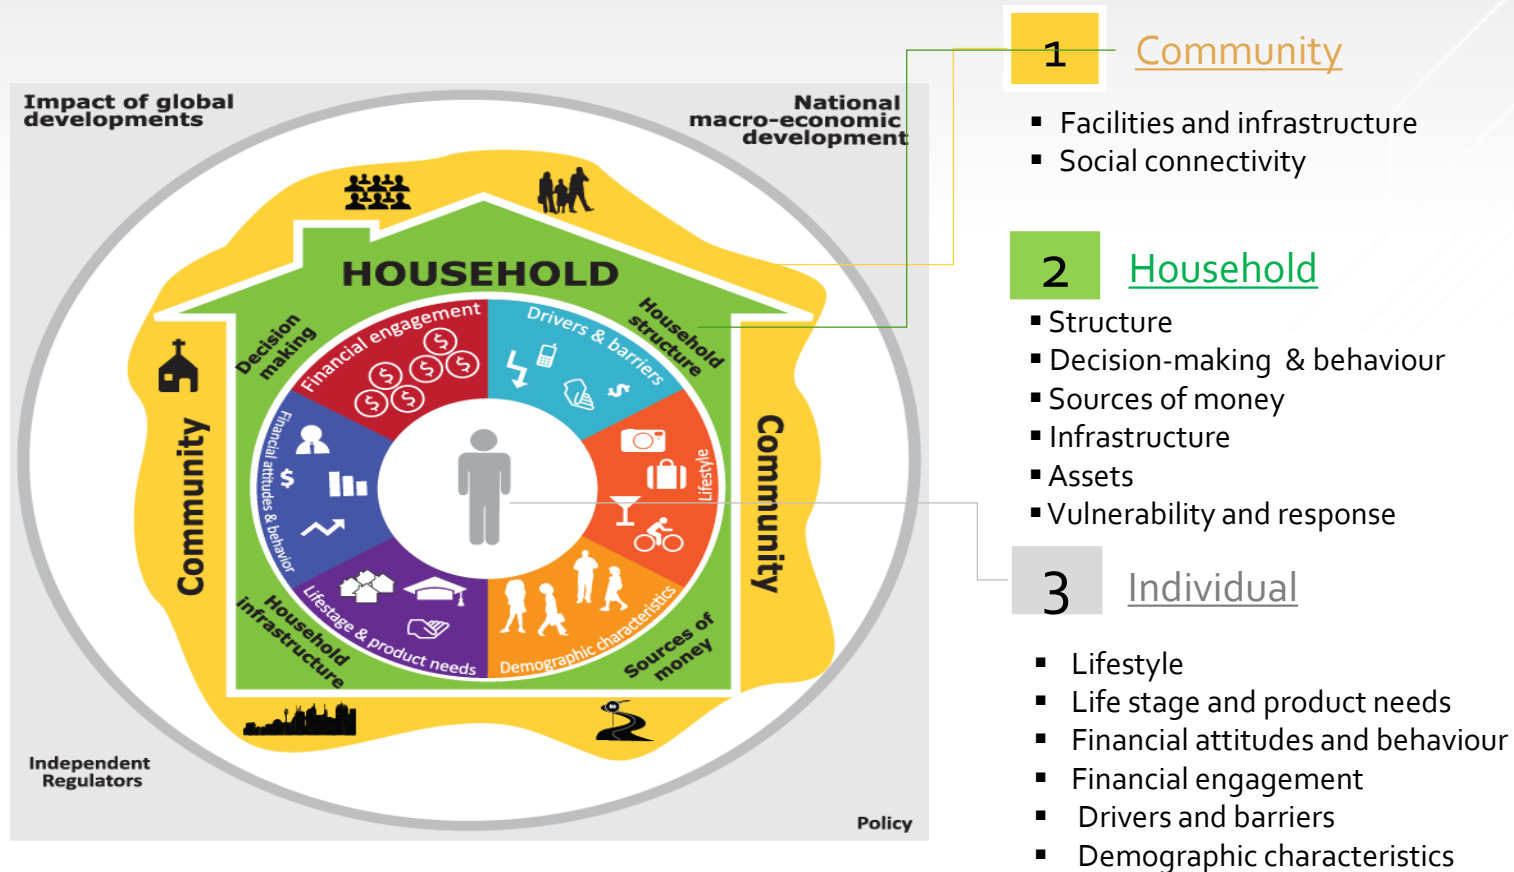 Impact of global
developments
National
macro-economic
development
HOUSEHOLD
Decision
making
Household
structure
Financial engagement
Drivers & barriers
Financial attitudes & behavior
Lifestyle
Community
Community
Lifestage & product needs
Demographic characteristics
Household
infrastructure
Sources of
money
Independent
Regulators
Policy
1
Community
▪ Facilities and infrastructure
▪ Social connectivity
2
Household
▪ Structure
▪ Decision-making & behaviour
▪ Sources of money
▪ Infrastructure
▪ Assets
▪ Vulnerability and response
3
Individual
▪ Lifestyle
▪ Life stage and product needs
▪ Financial attitudes and behaviour
▪ Financial engagement
▪ Drivers and barriers
▪ Demographic characteristics